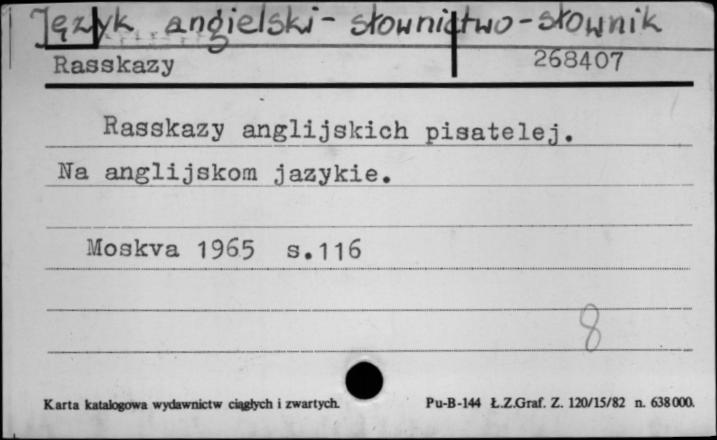 Język angielski - słownictwo - słownik
Rasskazy 268407
Rasskazy anglijskich pisatelej.
Na anglijskom jazykie.
Moskva 1965 s.116
8
Karta katalogowa wydawnictw ciągłych i zwartych. Pu-B-144 Ł.Z.Graf. Z. 120/15/82 n. 638000.